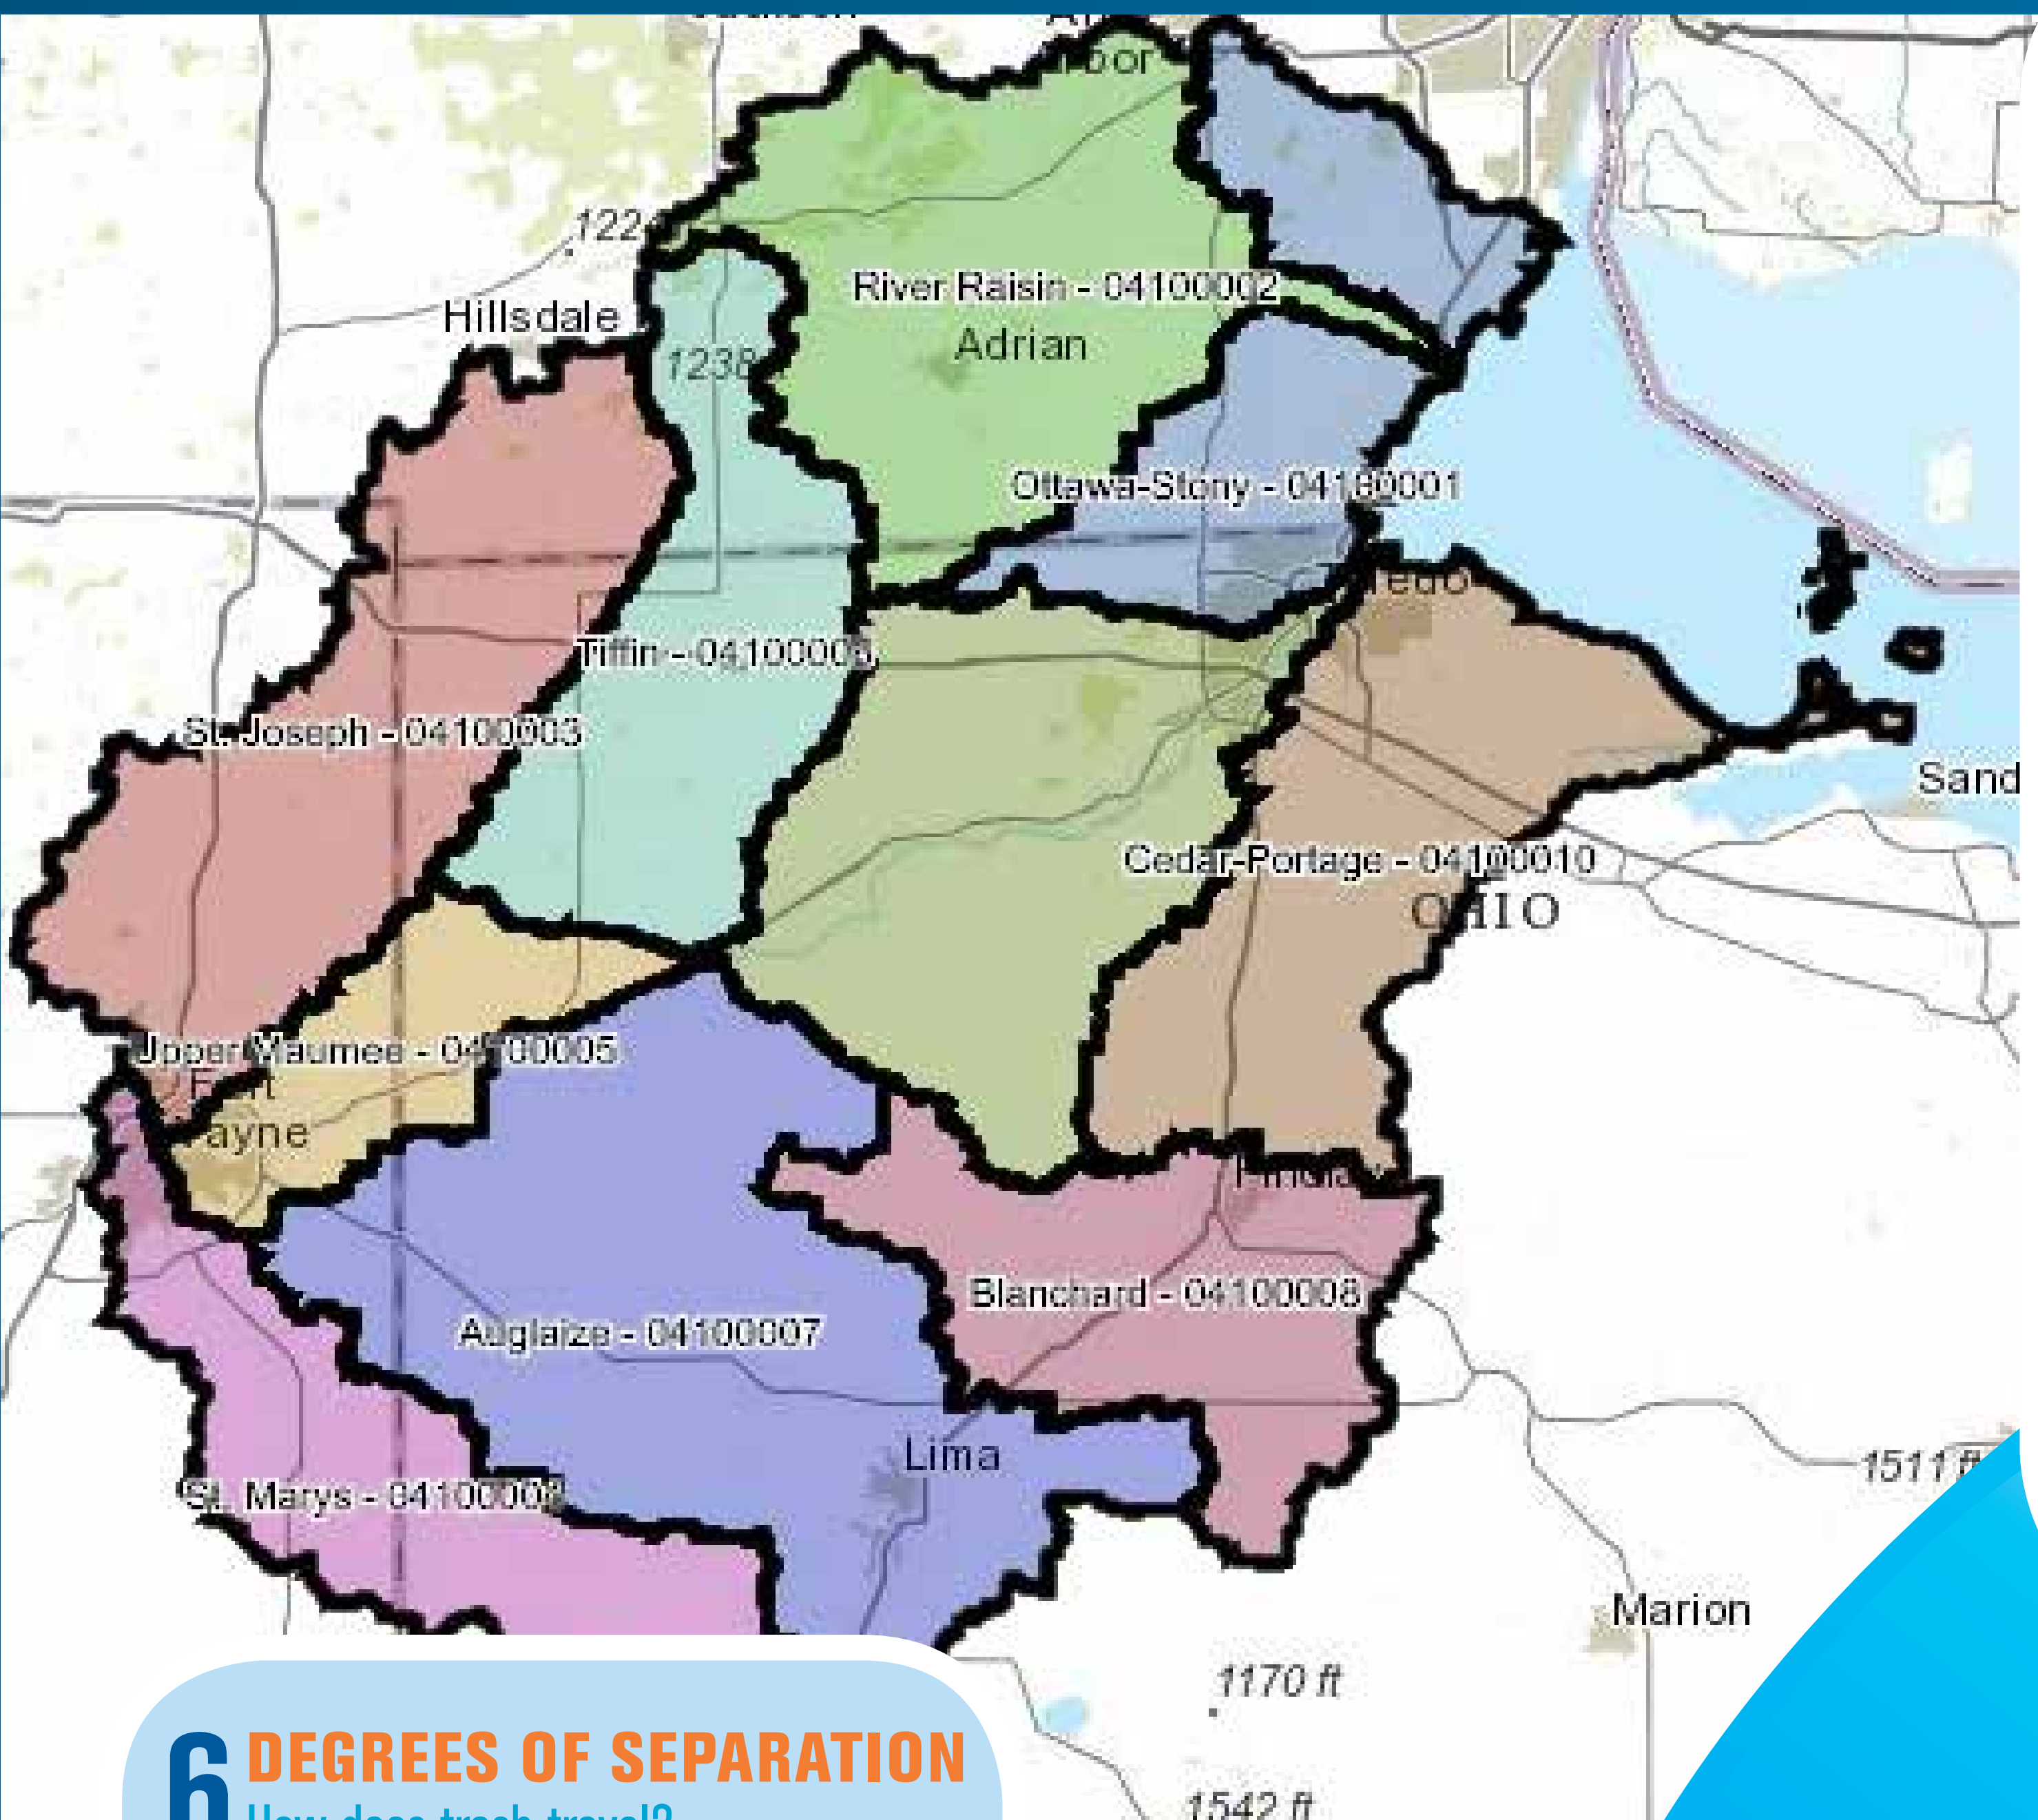 River Raisin - 04100002
Hillsdale
Adrian
1238
Ottawa-Stony - 04100001
Tiffin - 04100006
St. Joseph - 04100003
Sand
Cedar-Portage - 04100010
OHIO
Upper Maumee - 04100005
Blanchard - 04100008
Auglaize - 04100007
Lima
1511 ft
St. Marys -
Marion
1170 ft
6 DEGREES OF SEPARATION
How does trash travel?
1542 ft